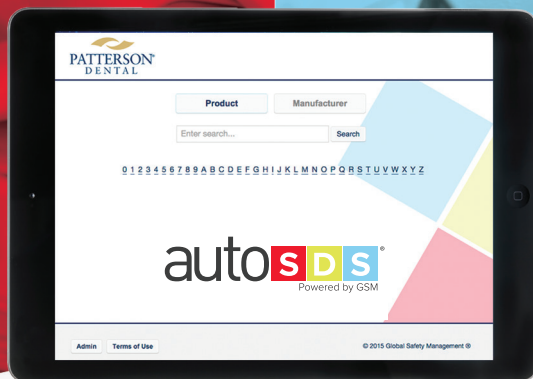 PATTERSON®
DENTAL
Product Manufacturer
Enter search... Search
0 1 2 3 4 5 6 7 8 9 A B C D E F G H I J K L M N O P Q R S T U V W X Y Z
autoSDS®
Powered by GSM
Admin Terms of Use © 2015 Global Safety Management ®